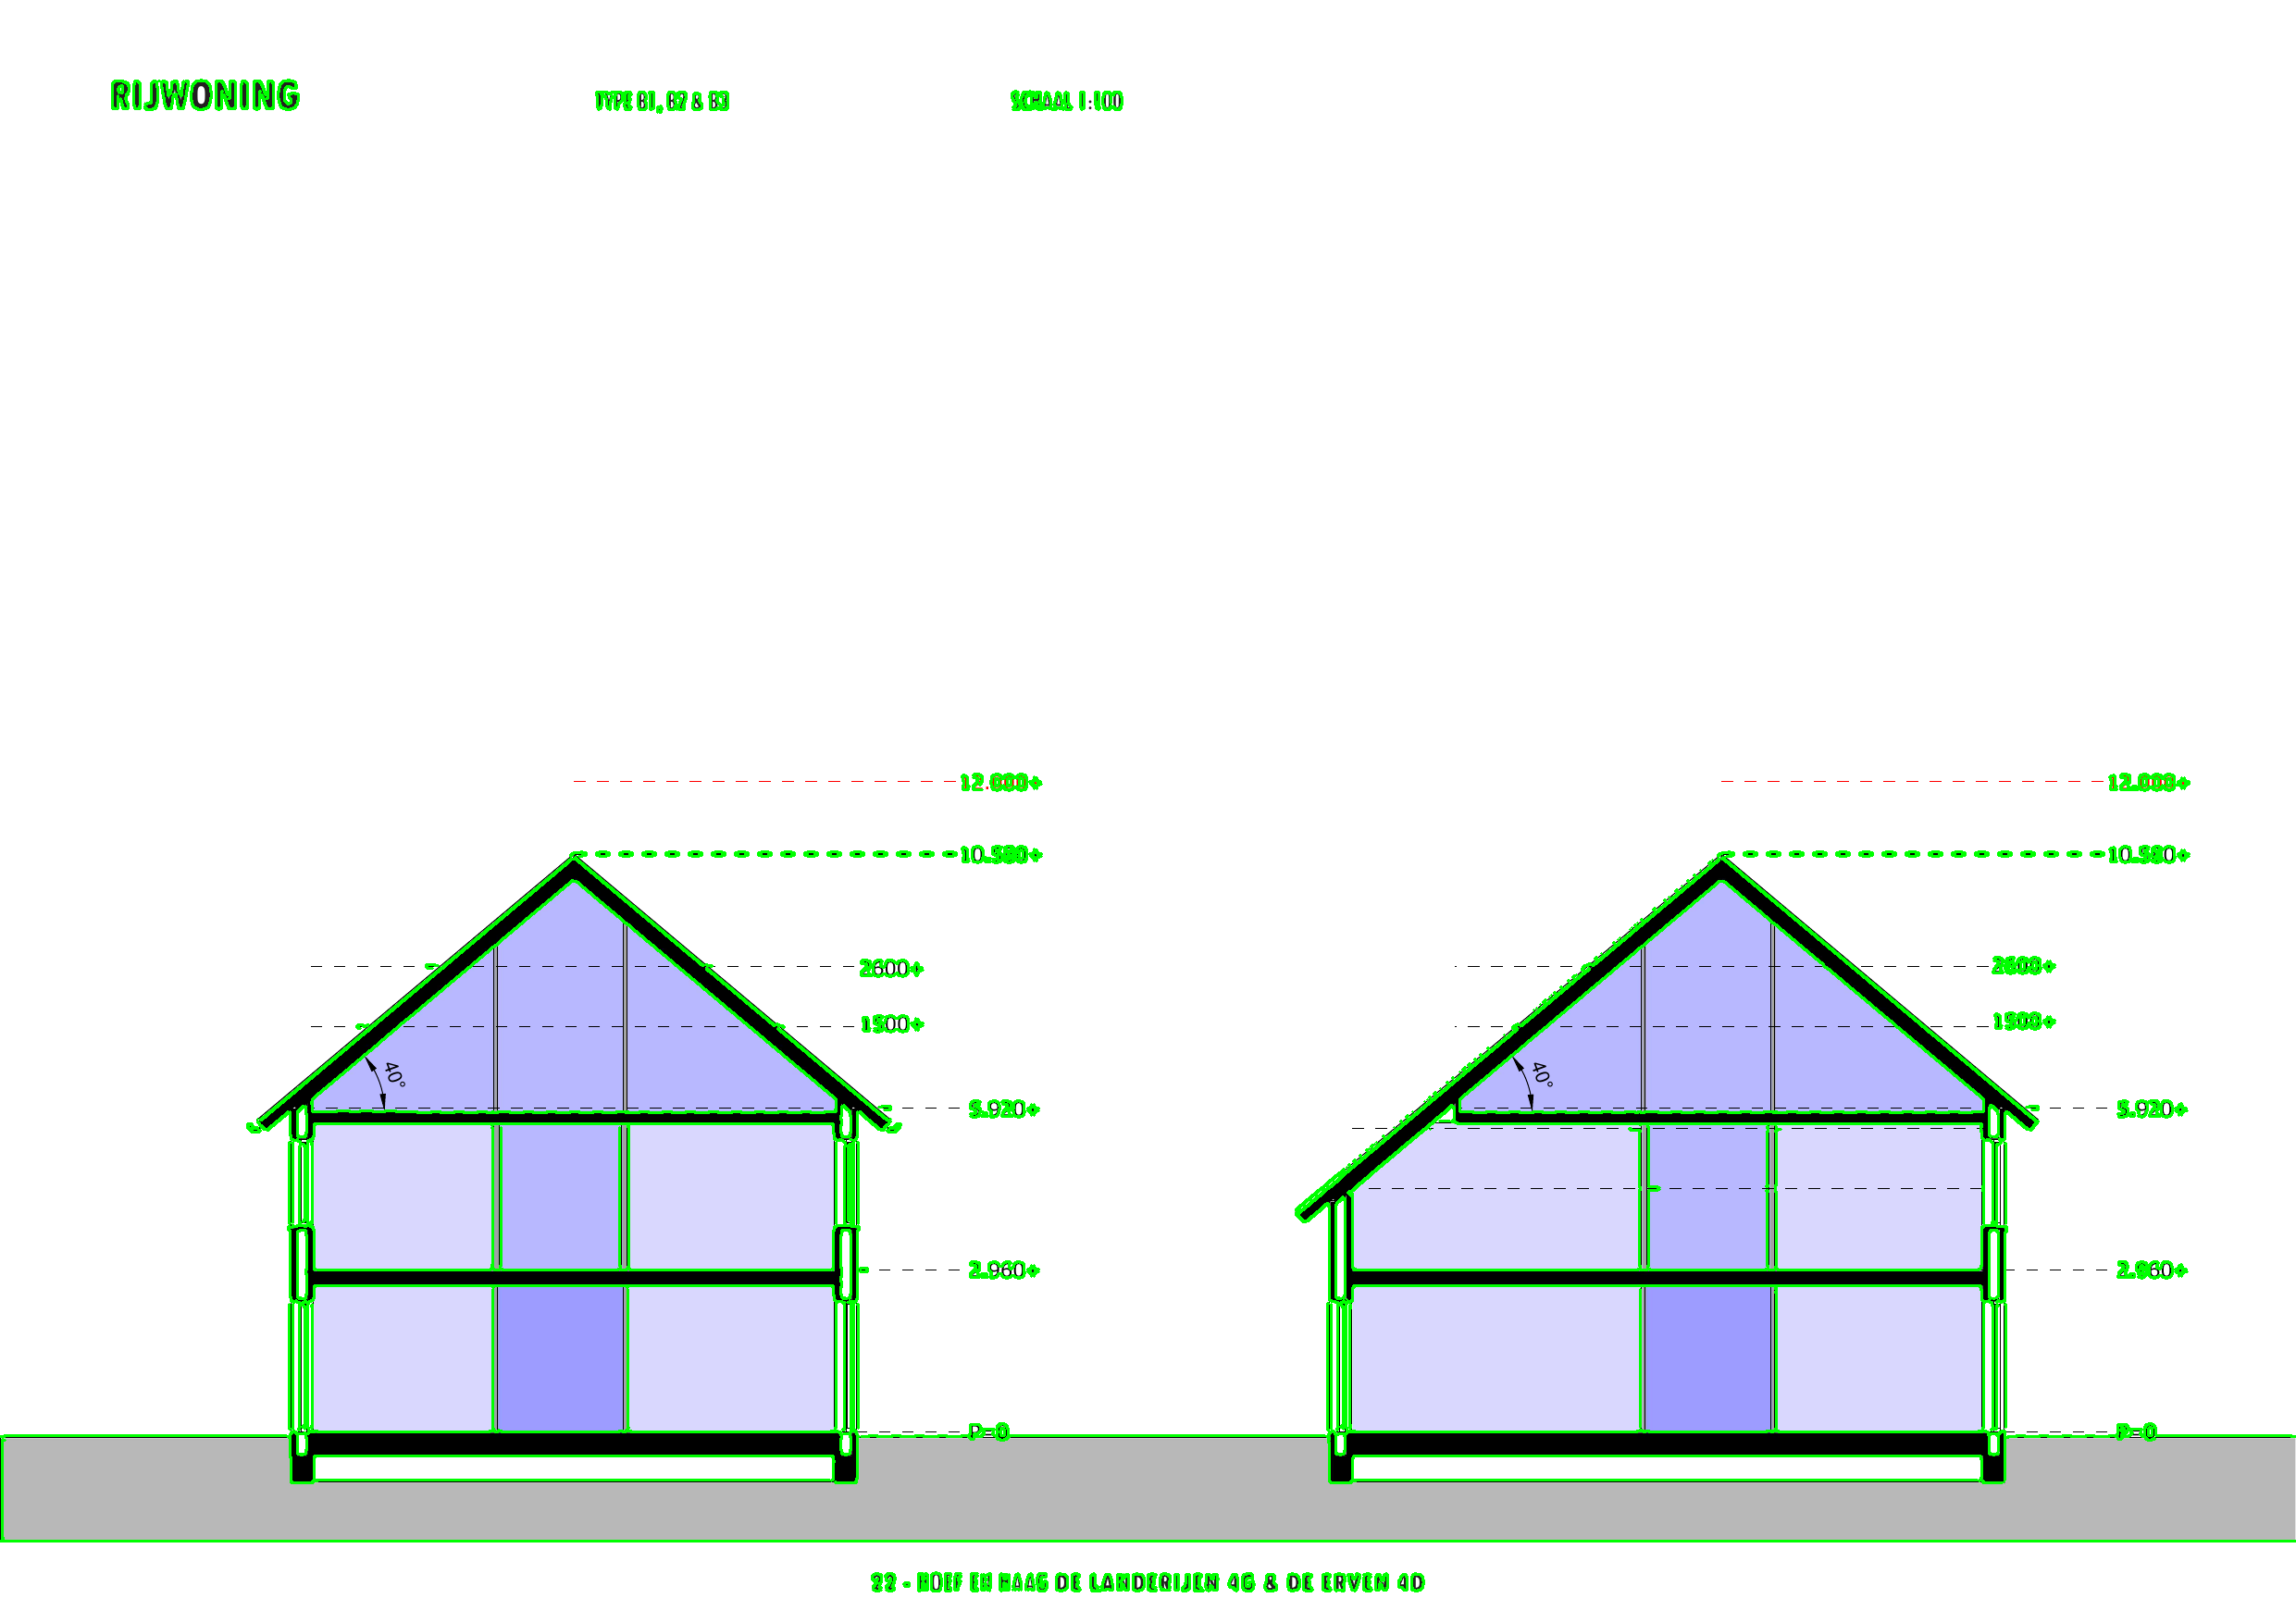 RIJWONING
TYPE B1, B2 & B3
SCHAAL 1:100
12.000+
12.000+
10.580+
10.580+
2600+
2600+
1500+
1500+
40°
40°
5.920+
5.920+
2.960+
2.960+
P=0
P=0
22 - HOEF EN HAAG DE LANDERIJEN 4G & DE ERVEN 4D